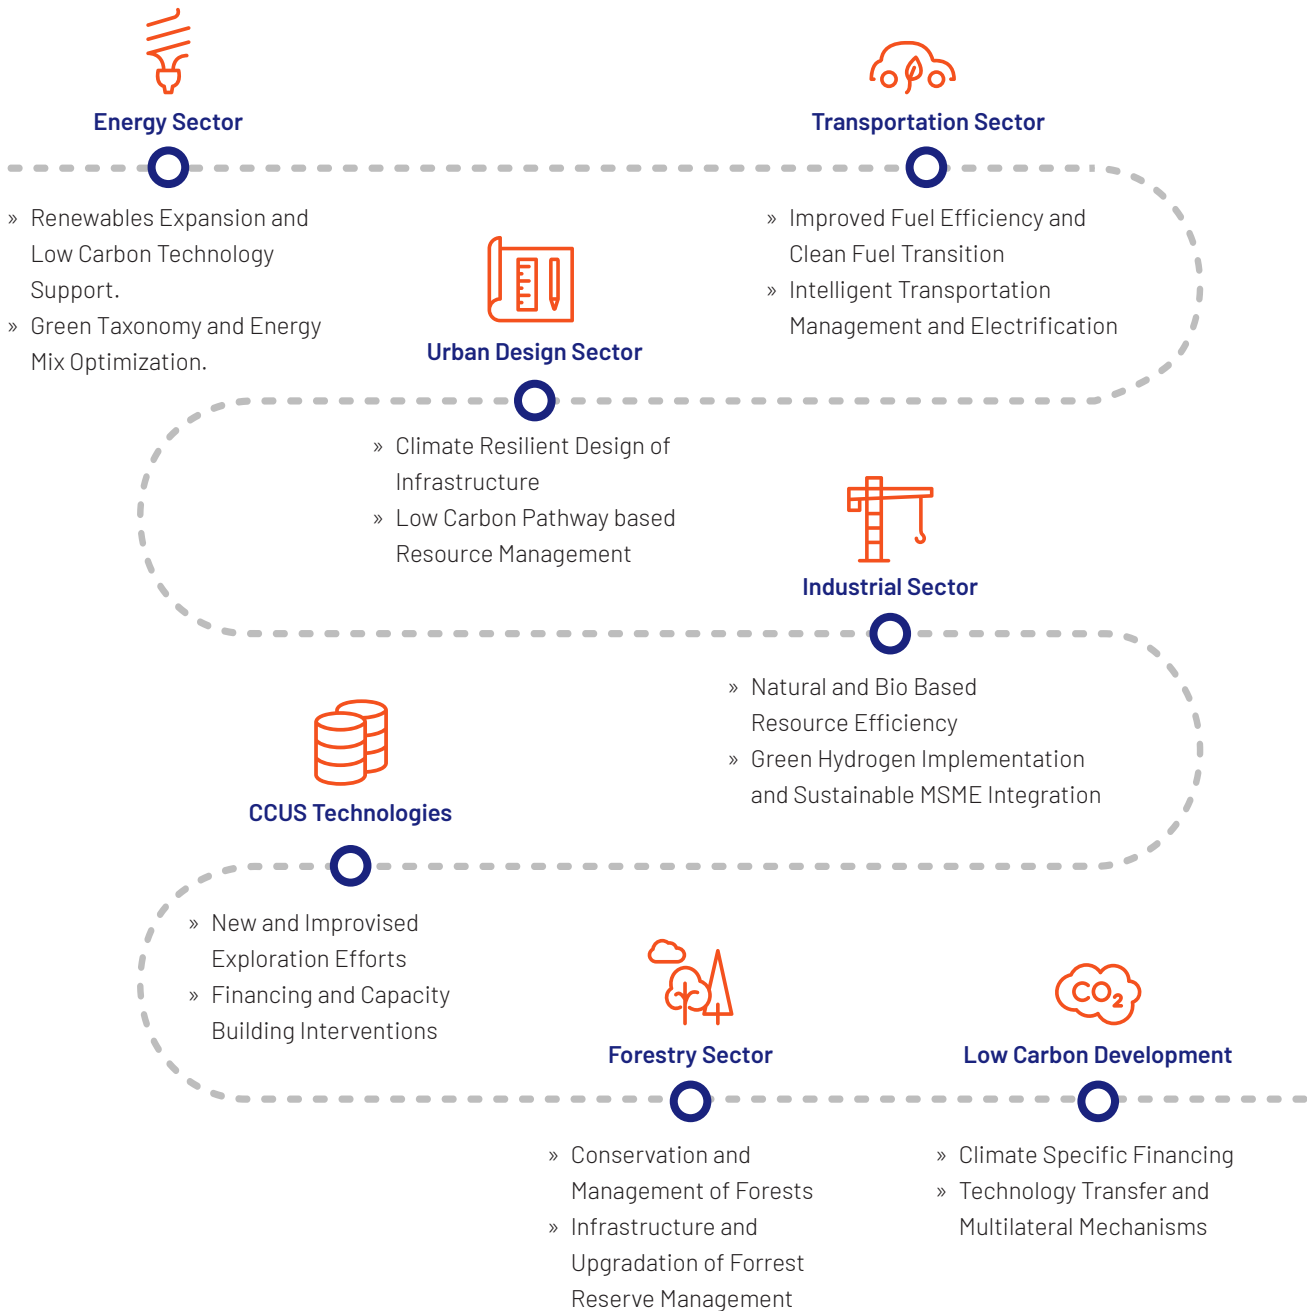 Energy Sector
» Renewables Expansion and
Low Carbon Technology
Support.
» Green Taxonomy and Energy
Mix Optimization.
Transportation Sector
» Improved Fuel Efficiency and
Clean Fuel Transition
» Intelligent Transportation
Management and Electrification
Urban Design Sector
» Climate Resilient Design of
Infrastructure
» Low Carbon Pathway based
Resource Management
Industrial Sector
» Natural and Bio Based
Resource Efficiency
» Green Hydrogen Implementation
and Sustainable MSME Integration
CCUS Technologies
» New and Improvised
Exploration Efforts
» Financing and Capacity
Building Interventions
Forestry Sector
» Conservation and
Management of Forests
» Infrastructure and
Upgradation of Forrest
Reserve Management
CO₂
Low Carbon Development
» Climate Specific Financing
» Technology Transfer and
Multilateral Mechanisms